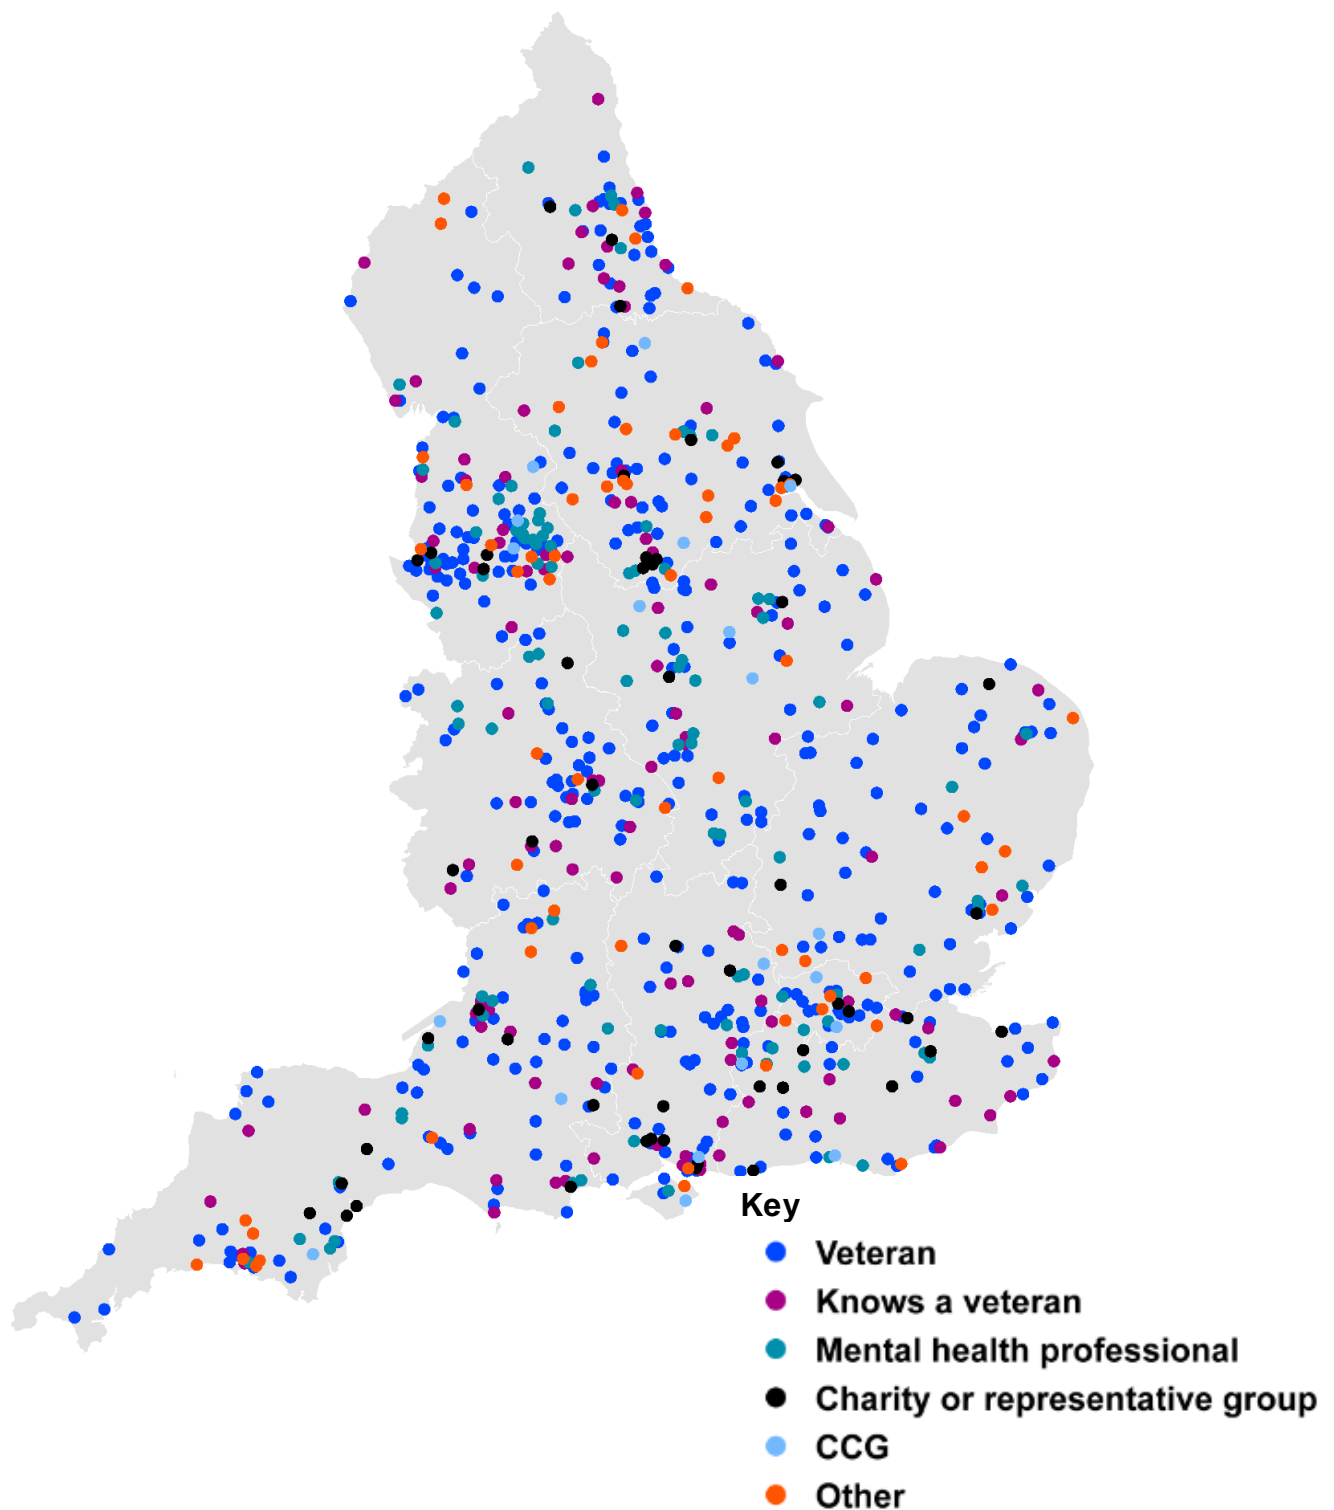 Key
Veteran
Knows a veteran
Mental health professional
Charity or representative group
CCG
Other